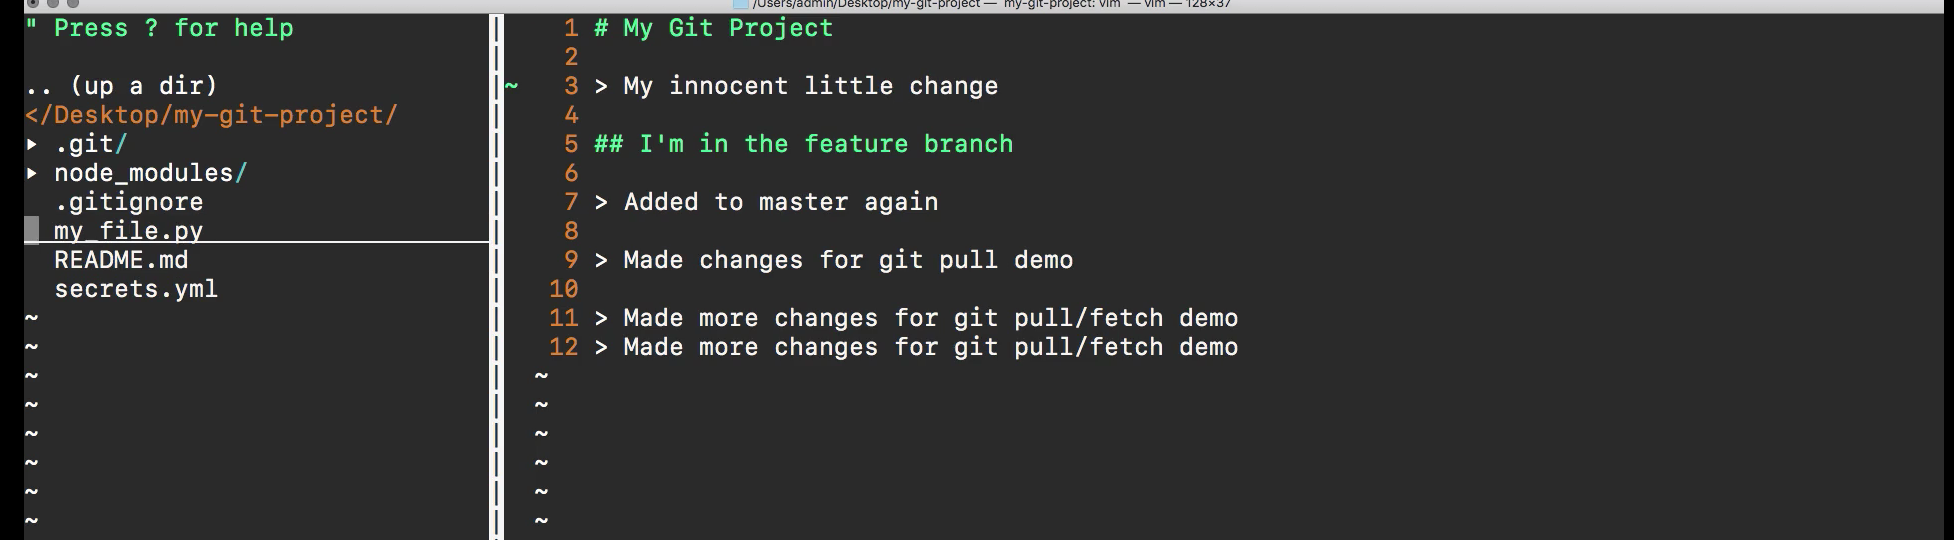 /Users/admin/Desktop/my-git-project — my-git-project: vim — vim — 128×37
" Press ? for help
.. (up a dir)
</Desktop/my-git-project/
▸ .git/
▸ node_modules/
.gitignore
my_file.py
README.md
secrets.yml
~
~
~
~
~
~
~
~
1 # My Git Project
2
~ 3 > My innocent little change
4
5 ## I'm in the feature branch
6
7 > Added to master again
8
9 > Made changes for git pull demo
10
11 > Made more changes for git pull/fetch demo
12 > Made more changes for git pull/fetch demo
~
~
~
~
~
~